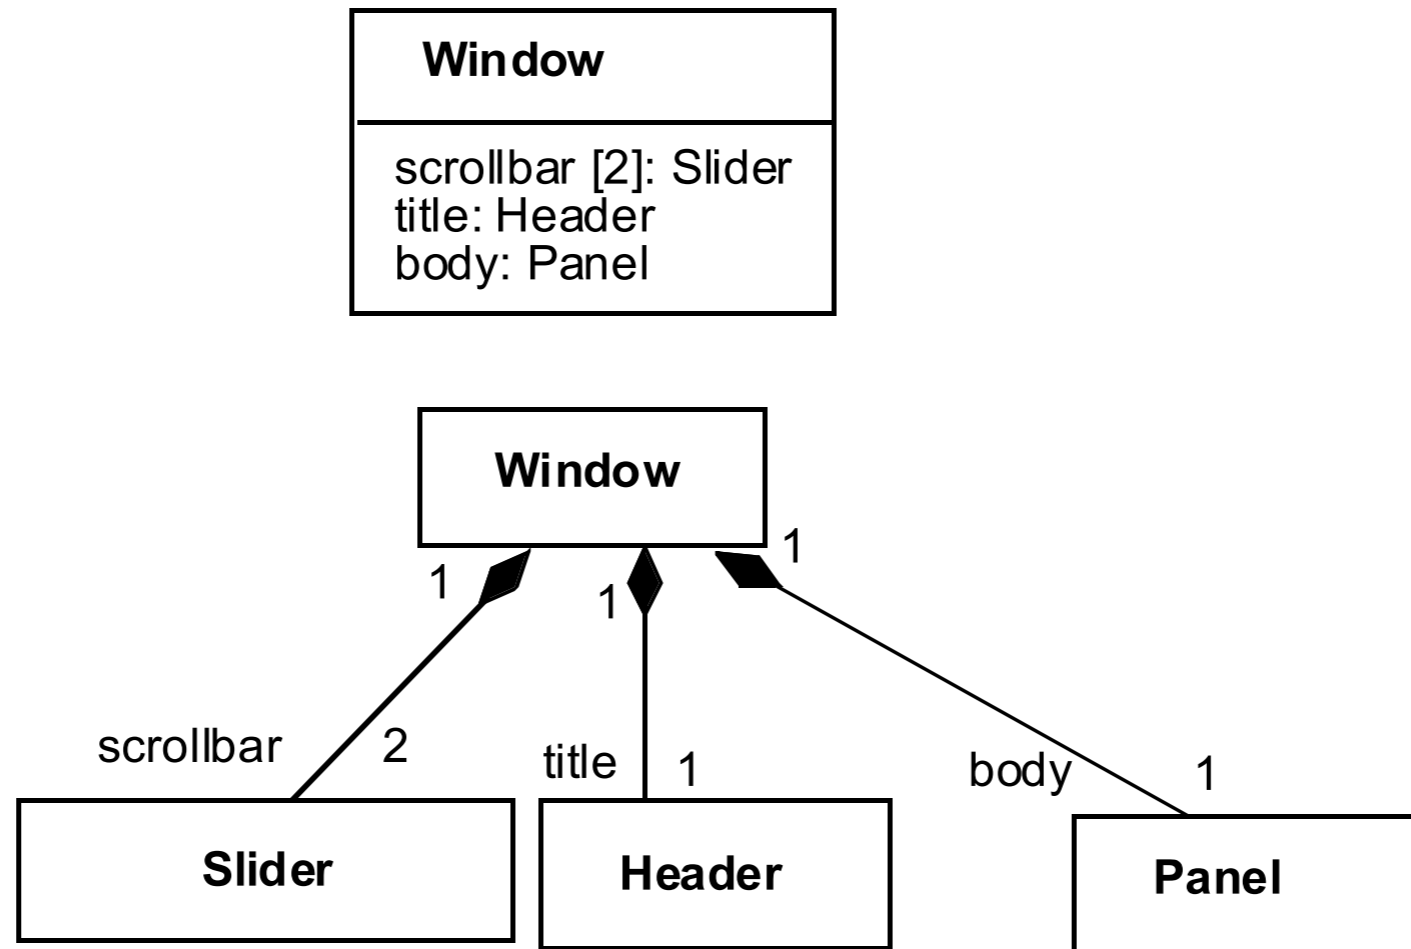 Window
scrollbar [2]: Slider
title: Header
body: Panel
Window
1
1
1
scrollbar
2
title
1
body
1
Slider
Header
Panel